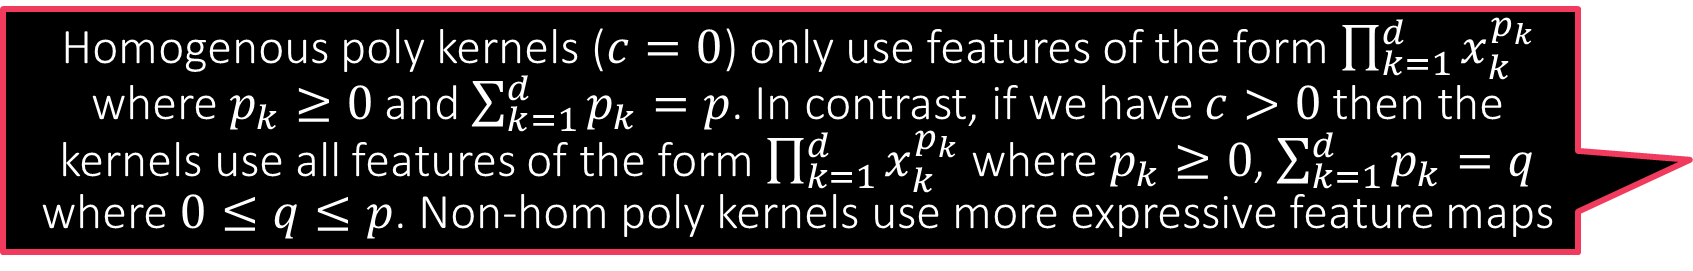 Homogenous poly kernels (𝑐 = 0) only use features of the form ∏_{𝑘=1}^{𝑑} 𝑥_𝑘^{𝑝_𝑘}
where 𝑝_𝑘 ≥ 0 and ∑_{𝑘=1}^{𝑑} 𝑝_𝑘 = 𝑝. In contrast, if we have 𝑐 > 0 then the
kernels use all features of the form ∏_{𝑘=1}^{𝑑} 𝑥_𝑘^{𝑝_𝑘} where 𝑝_𝑘 ≥ 0, ∑_{𝑘=1}^{𝑑} 𝑝_𝑘 = 𝑞
where 0 ≤ 𝑞 ≤ 𝑝. Non-hom poly kernels use more expressive feature maps